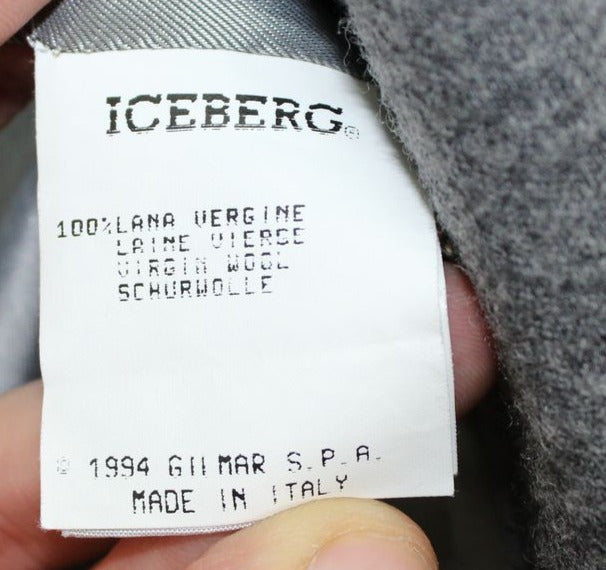 ICEBERG®
100% LANA VERGINE
LAINE VIERGE
VIRGIN WOOL
SCHURWOLLE
© 1994 GILMAR S.P.A.
MADE IN ITALY